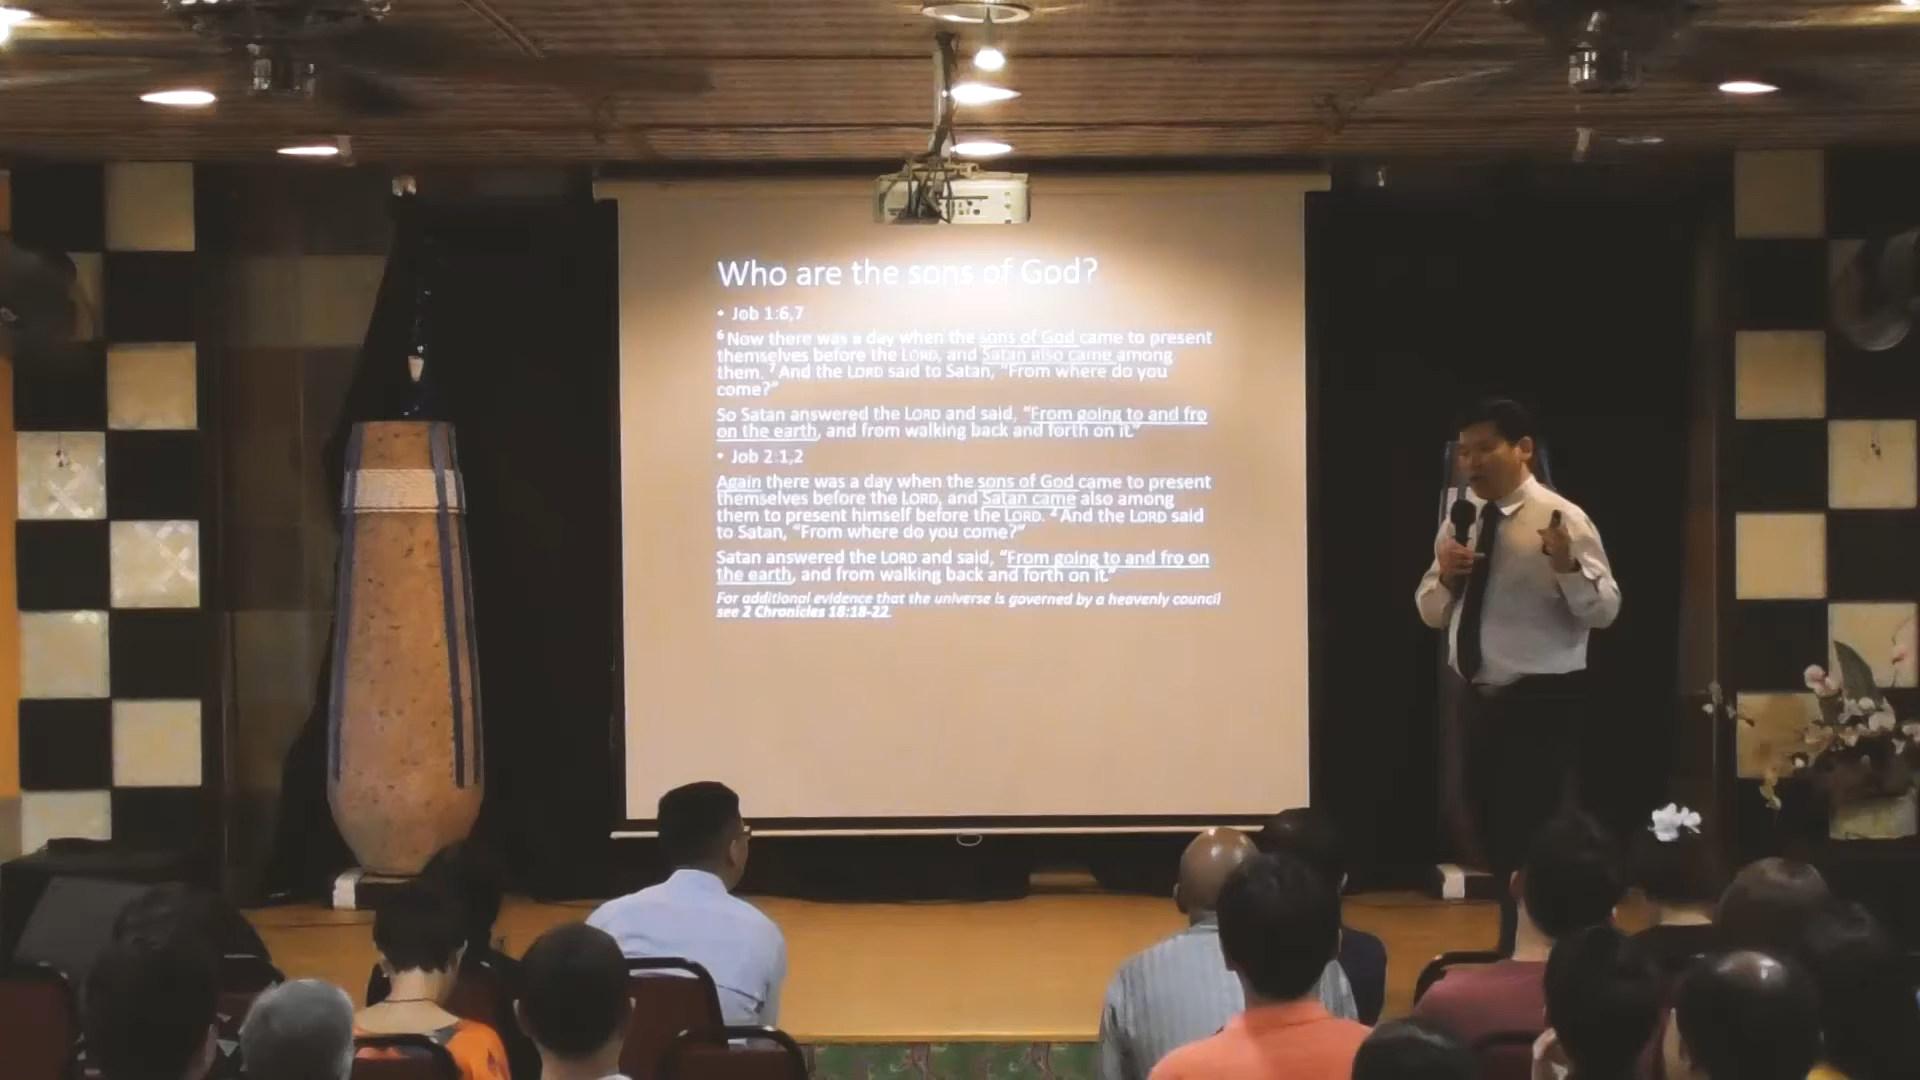 Who are the sons of God?
• Job 1:6,7
6 Now there was a day when the sons of God came to present
themselves before the LORD, and Satan also came among
them. 7 And the LORD said to Satan, “From where do you
come?”
So Satan answered the LORD and said, “From going to and fro
on the earth, and from walking back and forth on it.”
• Job 2:1,2
Again there was a day when the sons of God came to present
themselves before the LORD, and Satan came also among
them to present himself before the LORD. 2 And the LORD said
to Satan, “From where do you come?”
Satan answered the LORD and said, “From going to and fro on
the earth, and from walking back and forth on it.”
For additional evidence that the universe is governed by a heavenly council
see 2 Chronicles 18:18-22.